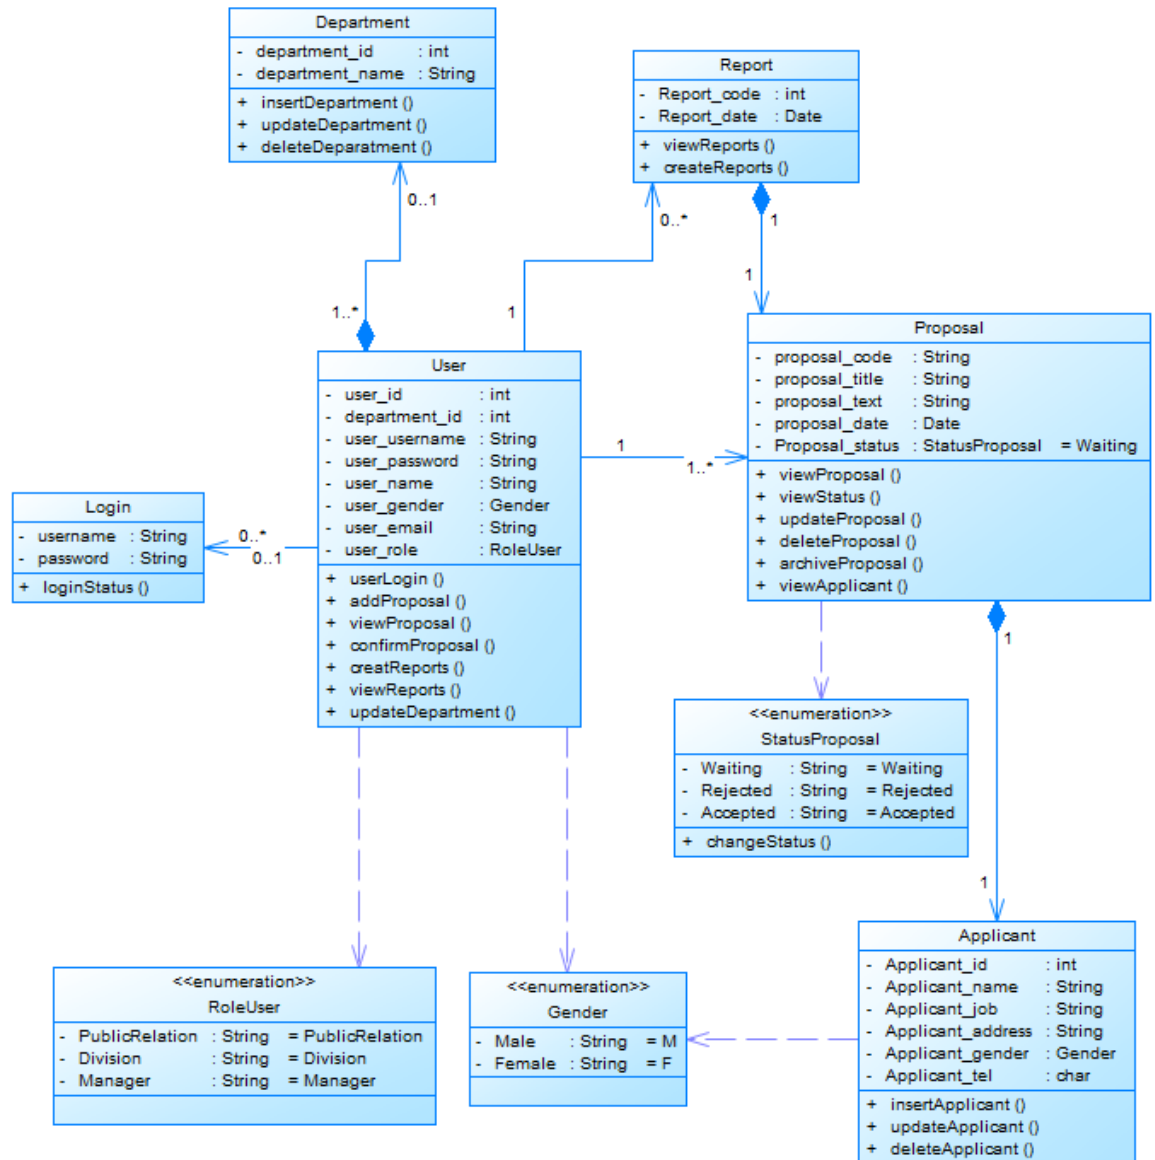 Department
- department_id : int
- department_name : String
+ insertDepartment ()
+ updateDepartment ()
+ deleteDeparatment ()
0..1
1..*
Report
- Report_code : int
- Report_date : Date
+ viewReports ()
+ createReports ()
0..*
1
1
1
User
- user_id : int
- department_id : int
- user_username : String
- user_password : String
- user_name : String
- user_gender : Gender
- user_email : String
- user_role : RoleUser
+ userLogin ()
+ addProposal ()
+ viewProposal ()
+ confirmProposal ()
+ creatReports ()
+ viewReports ()
+ updateDepartment ()
1
1..*
Proposal
- proposal_code : String
- proposal_title : String
- proposal_text : String
- proposal_date : Date
- Proposal_status : StatusProposal = Waiting
+ viewProposal ()
+ viewStatus ()
+ updateProposal ()
+ deleteProposal ()
+ archiveProposal ()
+ viewApplicant ()
Login
- username : String
- password : String
+ loginStatus ()
0..*
0..1
1
1
<<enumeration>>
StatusProposal
- Waiting : String = Waiting
- Rejected : String = Rejected
- Accepted : String = Accepted
+ changeStatus ()
<<enumeration>>
RoleUser
- PublicRelation : String = PublicRelation
- Division : String = Division
- Manager : String = Manager
<<enumeration>>
Gender
- Male : String = M
- Female : String = F
Applicant
- Applicant_id : int
- Applicant_name : String
- Applicant_job : String
- Applicant_address : String
- Applicant_gender : Gender
- Applicant_tel : char
+ insertApplicant ()
+ updateApplicant ()
+ deleteApplicant ()